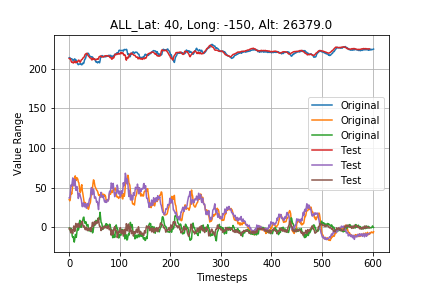 ALL_Lat: 40, Long: -150, Alt: 26379.0
200
150
100
50
0
Value Range
Original
Original
Original
Test
Test
Test
0 100 200 300 400 500 600
Timesteps